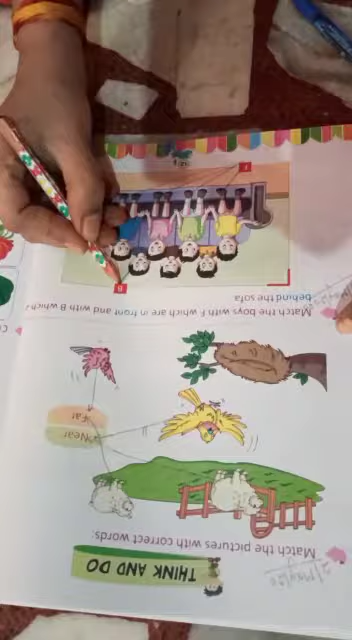 THINK AND DO
Match the pictures with correct words:
Near
Far
Match the boys with F which are in front and with B which
behind the sofa
F
B